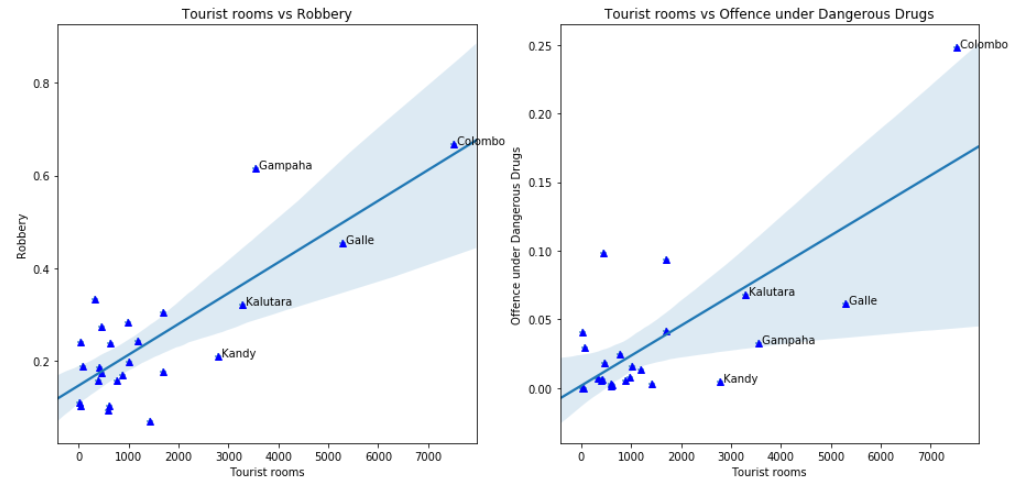 Tourist rooms vs Robbery
0.8
0.6
0.4
0.2
Robbery
Colombo
Gampaha
Galle
Kalutara
Kandy
0 1000 2000 3000 4000 5000 6000 7000
Tourist rooms
Tourist rooms vs Offence under Dangerous Drugs
0.25
0.20
0.15
0.10
0.05
0.00
Offence under Dangerous Drugs
Colombo
Kalutara
Galle
Gampaha
Kandy
0 1000 2000 3000 4000 5000 6000 7000
Tourist rooms